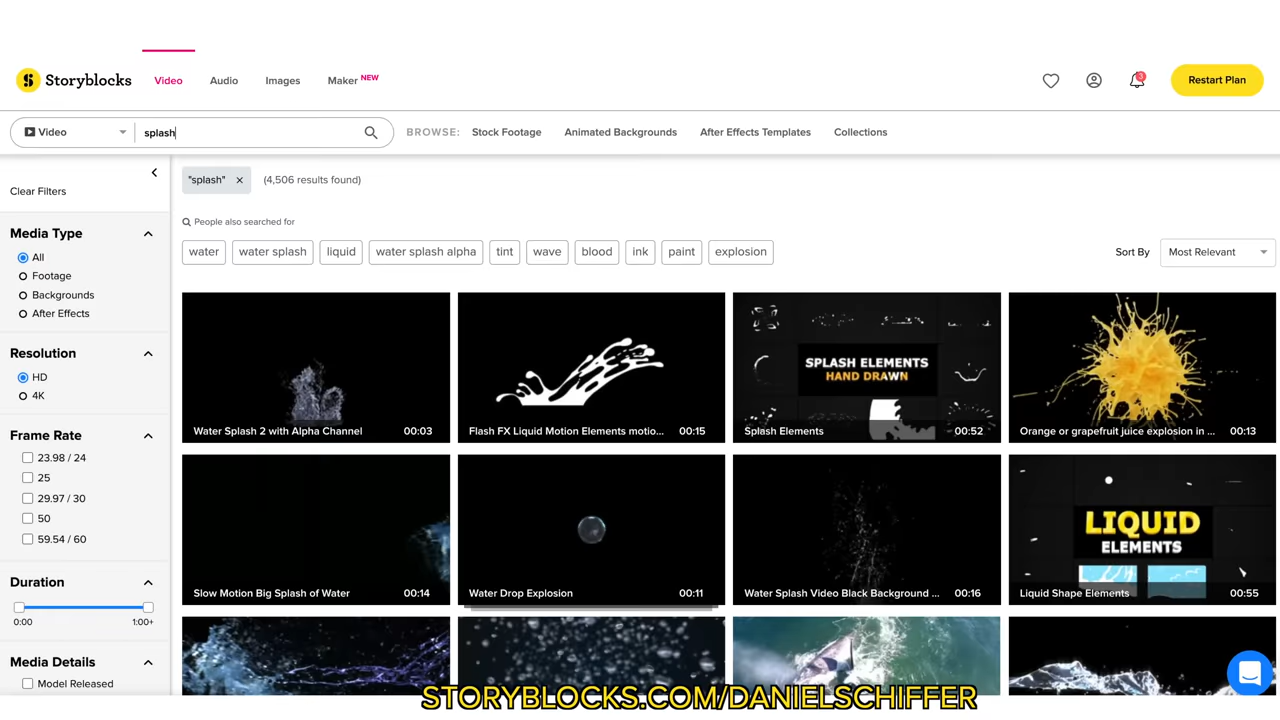 Storyblocks
Video
Audio
Images
Maker NEW
3
Restart Plan
Video
splash
BROWSE:
Stock Footage
Animated Backgrounds
After Effects Templates
Collections
Clear Filters
"splash" ×
(4,506 results found)
People also searched for
water
water splash
liquid
water splash alpha
tint
wave
blood
ink
paint
explosion
Sort By
Most Relevant
Media Type
All
Footage
Backgrounds
After Effects
Resolution
HD
4K
Frame Rate
23.98 / 24
25
29.97 / 30
50
59.54 / 60
Duration
0:00
1:00+
Media Details
Model Released
Water Splash 2 with Alpha Channel 00:03
Flash FX Liquid Motion Elements motio... 00:15
SPLASH ELEMENTS
HAND DRAWN
Splash Elements 00:52
Orange or grapefruit juice explosion in ... 00:13
Slow Motion Big Splash of Water 00:14
Water Drop Explosion 00:11
Water Splash Video Black Background ... 00:16
LIQUID
ELEMENTS
Liquid Shape Elements 00:55
STORYBLOCKS.COM/DANIELSCHIFFER